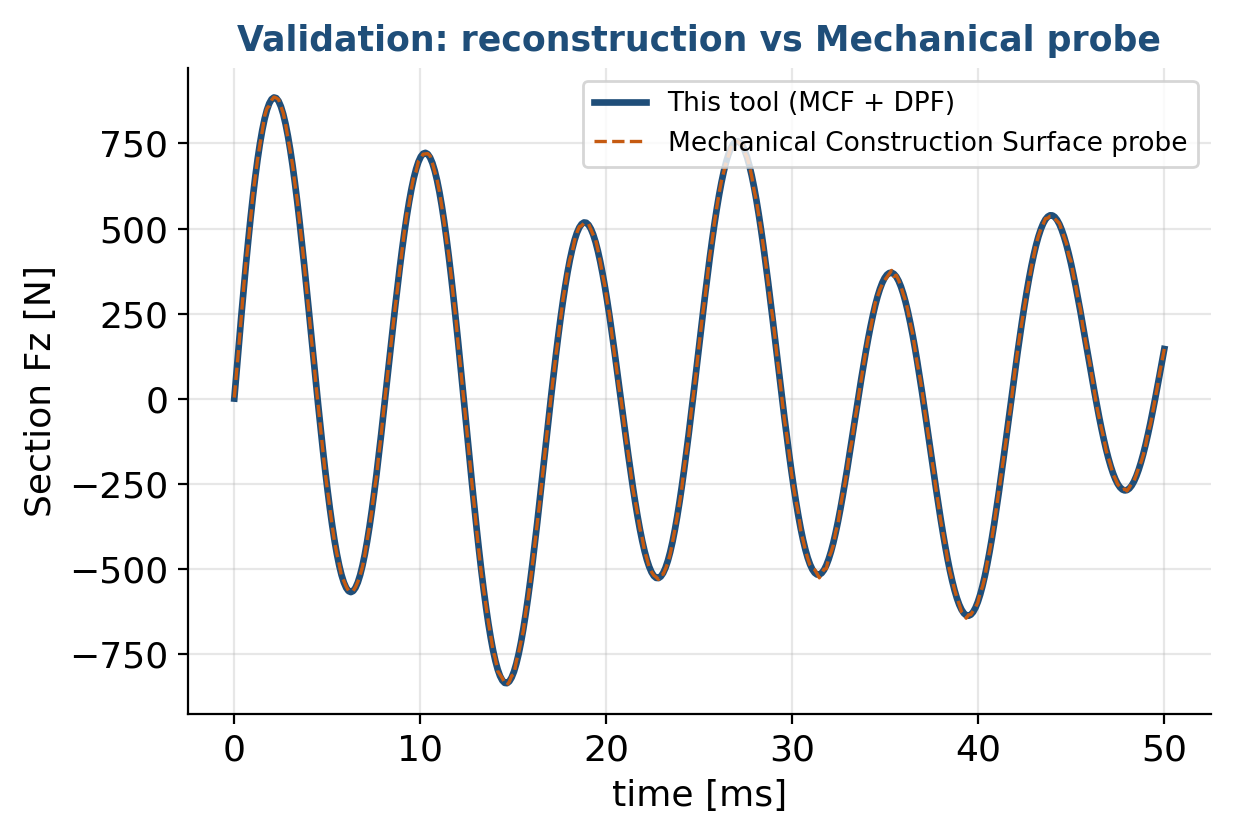 Validation: reconstruction vs Mechanical probe
This tool (MCF + DPF)
Mechanical Construction Surface probe
Section Fz [N]
750
500
250
0
−250
−500
−750
0 10 20 30 40 50
time [ms]